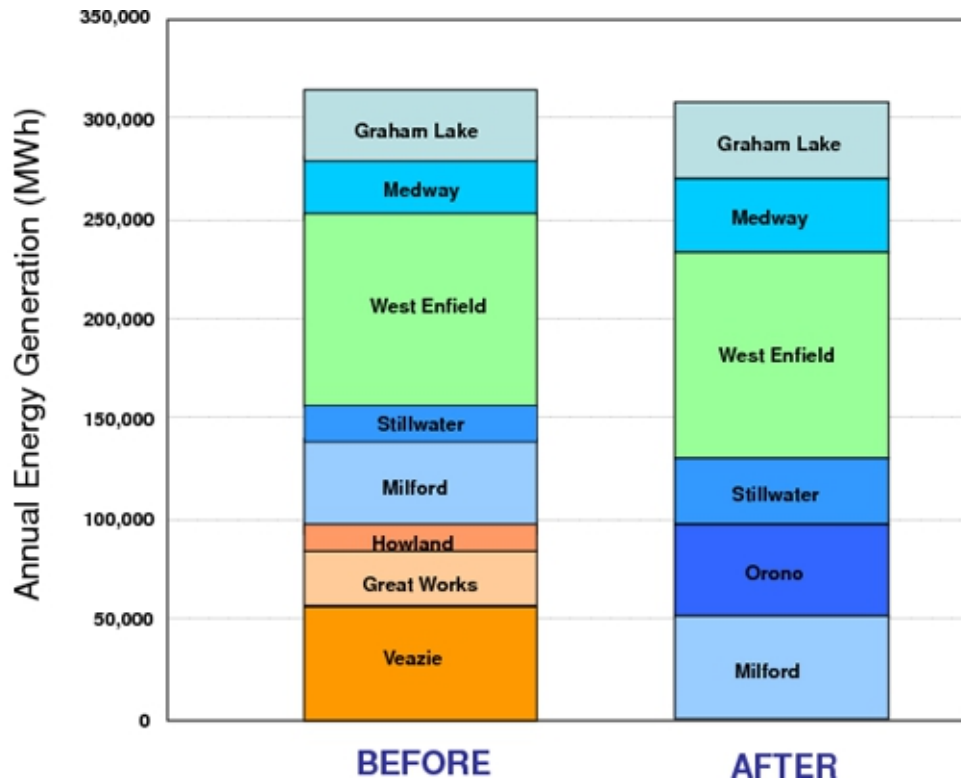 Annual Energy Generation (MWh)
350,000
300,000
250,000
200,000
150,000
100,000
50,000
0
Graham Lake
Medway
West Enfield
Stillwater
Milford
Howland
Great Works
Veazie
Graham Lake
Medway
West Enfield
Stillwater
Orono
Milford
BEFORE
AFTER